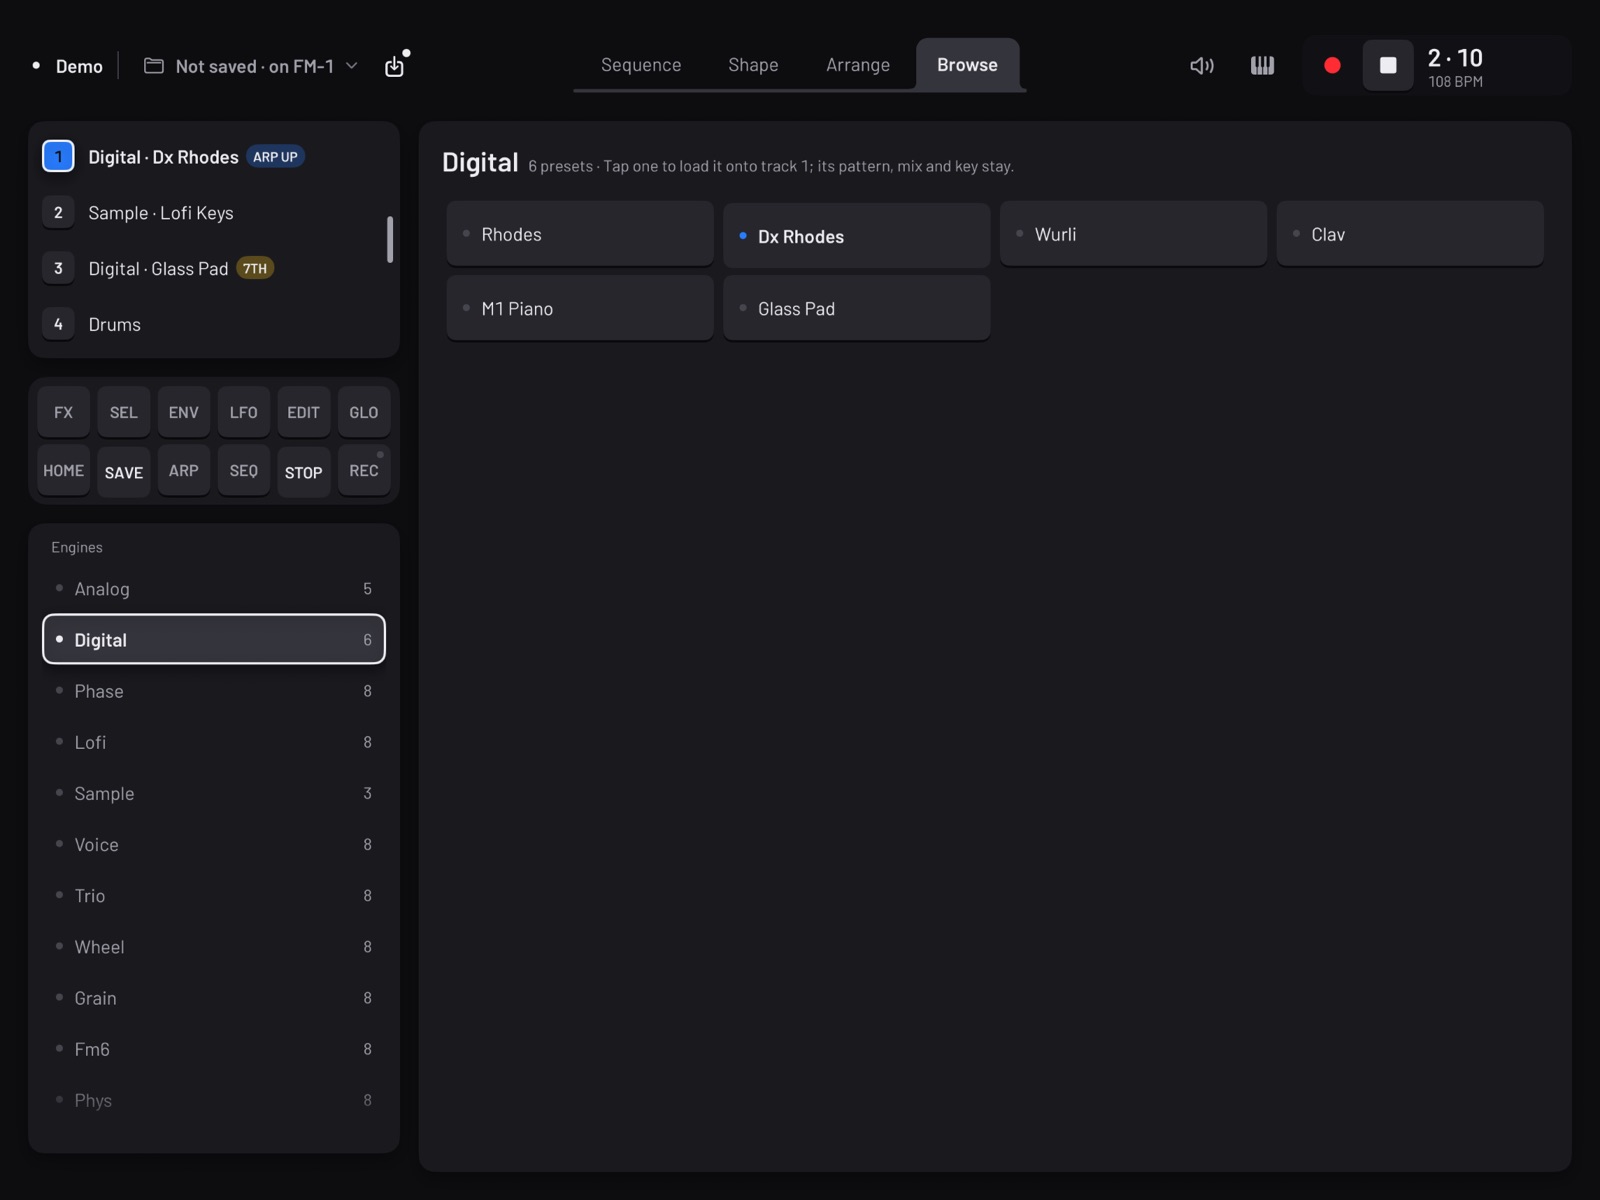 Demo
Not saved · on FM-1
Sequence
Shape
Arrange
Browse
2 · 10
108 BPM
1
Digital · Dx Rhodes
ARP UP
2
Sample · Lofi Keys
3
Digital · Glass Pad
7TH
4
Drums
FX
SEL
ENV
LFO
EDIT
GLO
HOME
SAVE
ARP
SEQ
STOP
REC
Engines
Analog 5
Digital 6
Phase 8
Lofi 8
Sample 3
Voice 8
Trio 8
Wheel 8
Grain 8
Fm6 8
Phys 8
Digital
6 presets · Tap one to load it onto track 1; its pattern, mix and key stay.
Rhodes
Dx Rhodes
Wurli
Clav
M1 Piano
Glass Pad